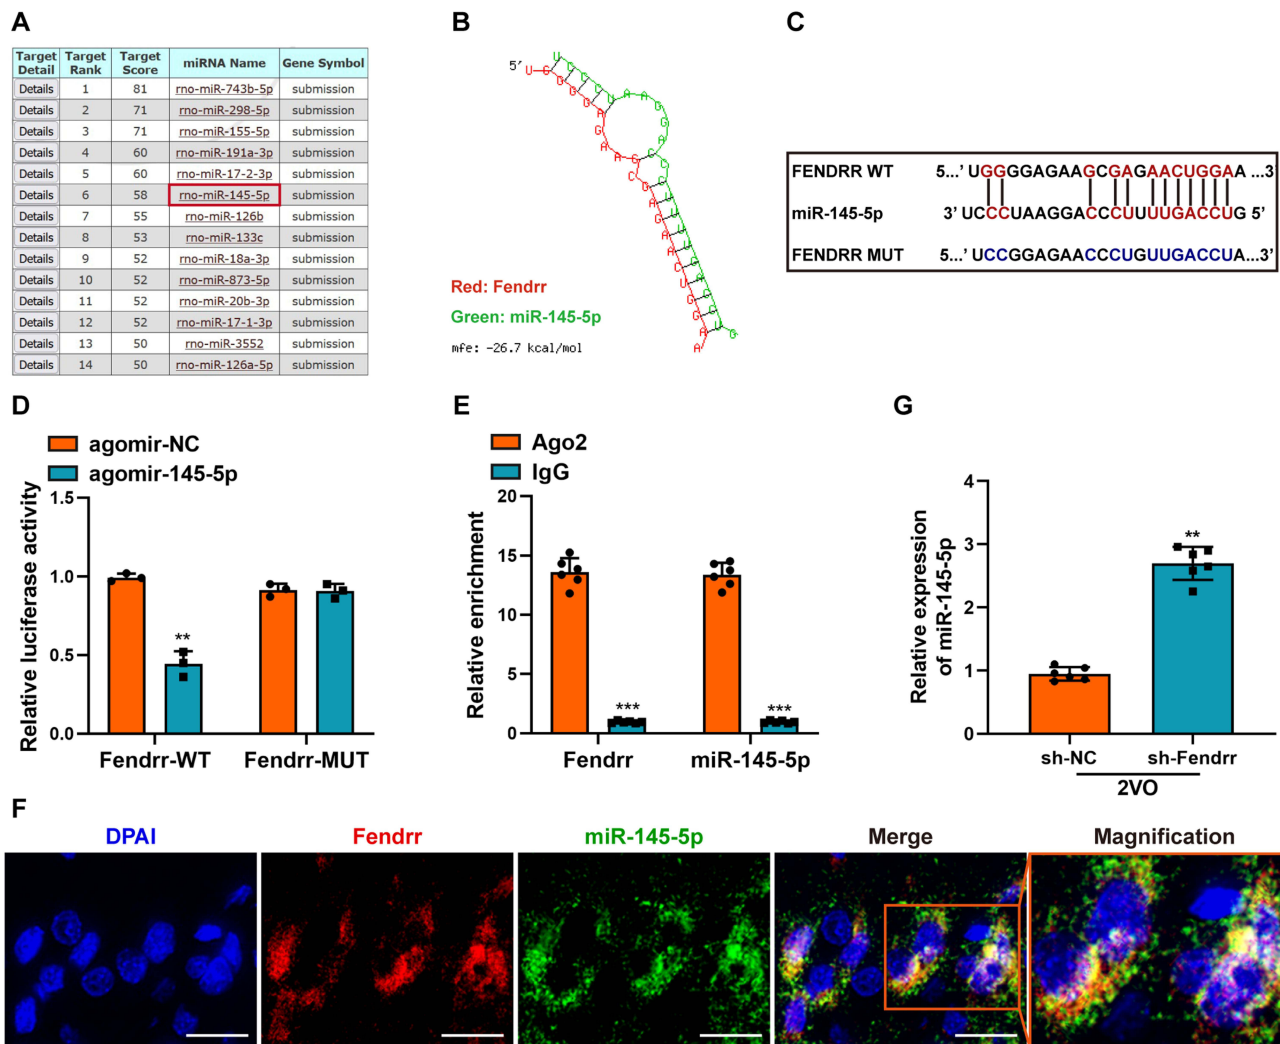 A
Target Detail Target Rank Target Score miRNA Name Gene Symbol
Details 1 81 rno-miR-743b-5p submission
Details 2 71 rno-miR-298-5p submission
Details 3 71 rno-miR-155-5p submission
Details 4 60 rno-miR-191a-3p submission
Details 5 60 rno-miR-17-2-3p submission
Details 6 58 rno-miR-145-5p submission
Details 7 55 rno-miR-126b submission
Details 8 53 rno-miR-133c submission
Details 9 52 rno-miR-18a-3p submission
Details 10 52 rno-miR-873-5p submission
Details 11 52 rno-miR-20b-3p submission
Details 12 52 rno-miR-17-1-3p submission
Details 13 50 rno-miR-3552 submission
Details 14 50 rno-miR-126a-5p submission
B
5'
Red: Fendrr
Green: miR-145-5p
mfe: -26.7 kcal/mol
C
FENDRR WT 5...' UGGGGAGAAGCGAGAACUGGAA ...3'
miR-145-5p 3' UCCCUAAGGACCCUUUUGACCUG 5'
FENDRR MUT 5...' UCCGGAGAACCCUGUUGACCUA...3'
D
agomir-NC
agomir-145-5p
Relative luciferase activity
1.5
1.0
0.5
0.0
**
Fendrr-WT Fendrr-MUT
E
Ago2
IgG
Relative enrichment
20
15
10
5
0
*** ***
Fendrr miR-145-5p
G
Relative expression
of miR-145-5p
4
3
2
1
0
**
sh-NC sh-Fendrr
2VO
F
DPAI Fendrr miR-145-5p Merge Magnification